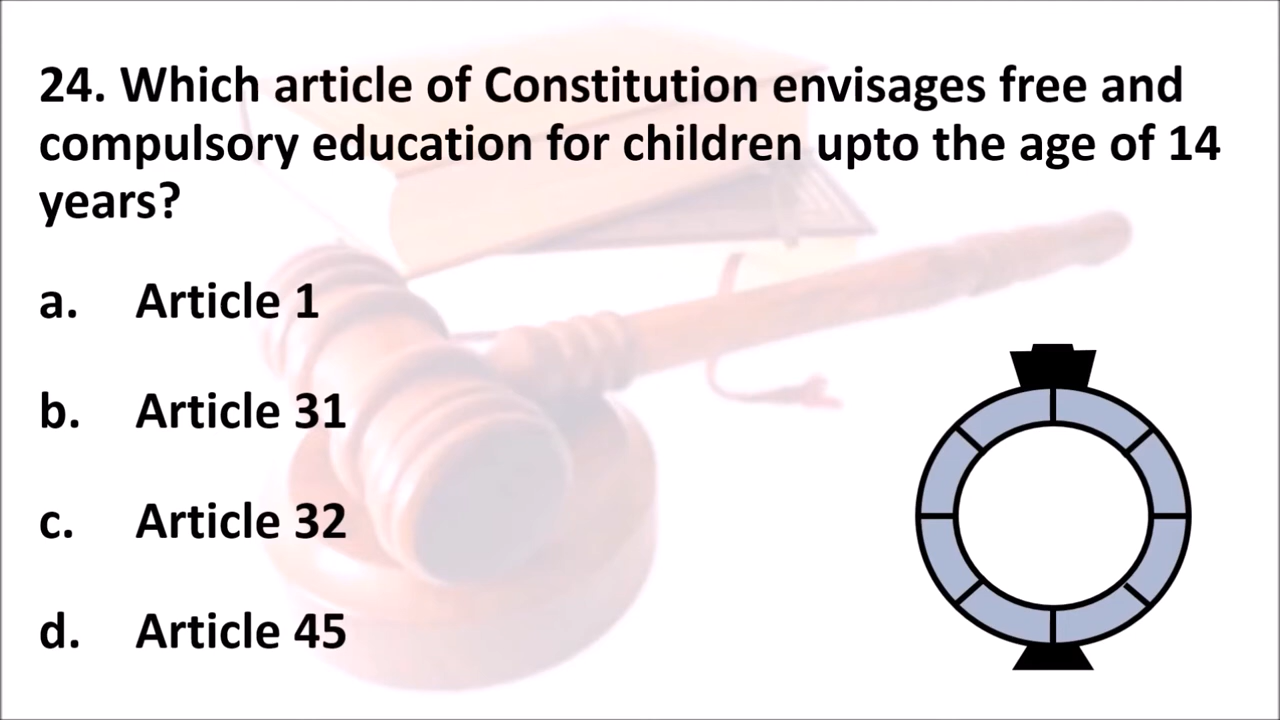 24. Which article of Constitution envisages free and
compulsory education for children upto the age of 14
years?
a. Article 1
b. Article 31
c. Article 32
d. Article 45